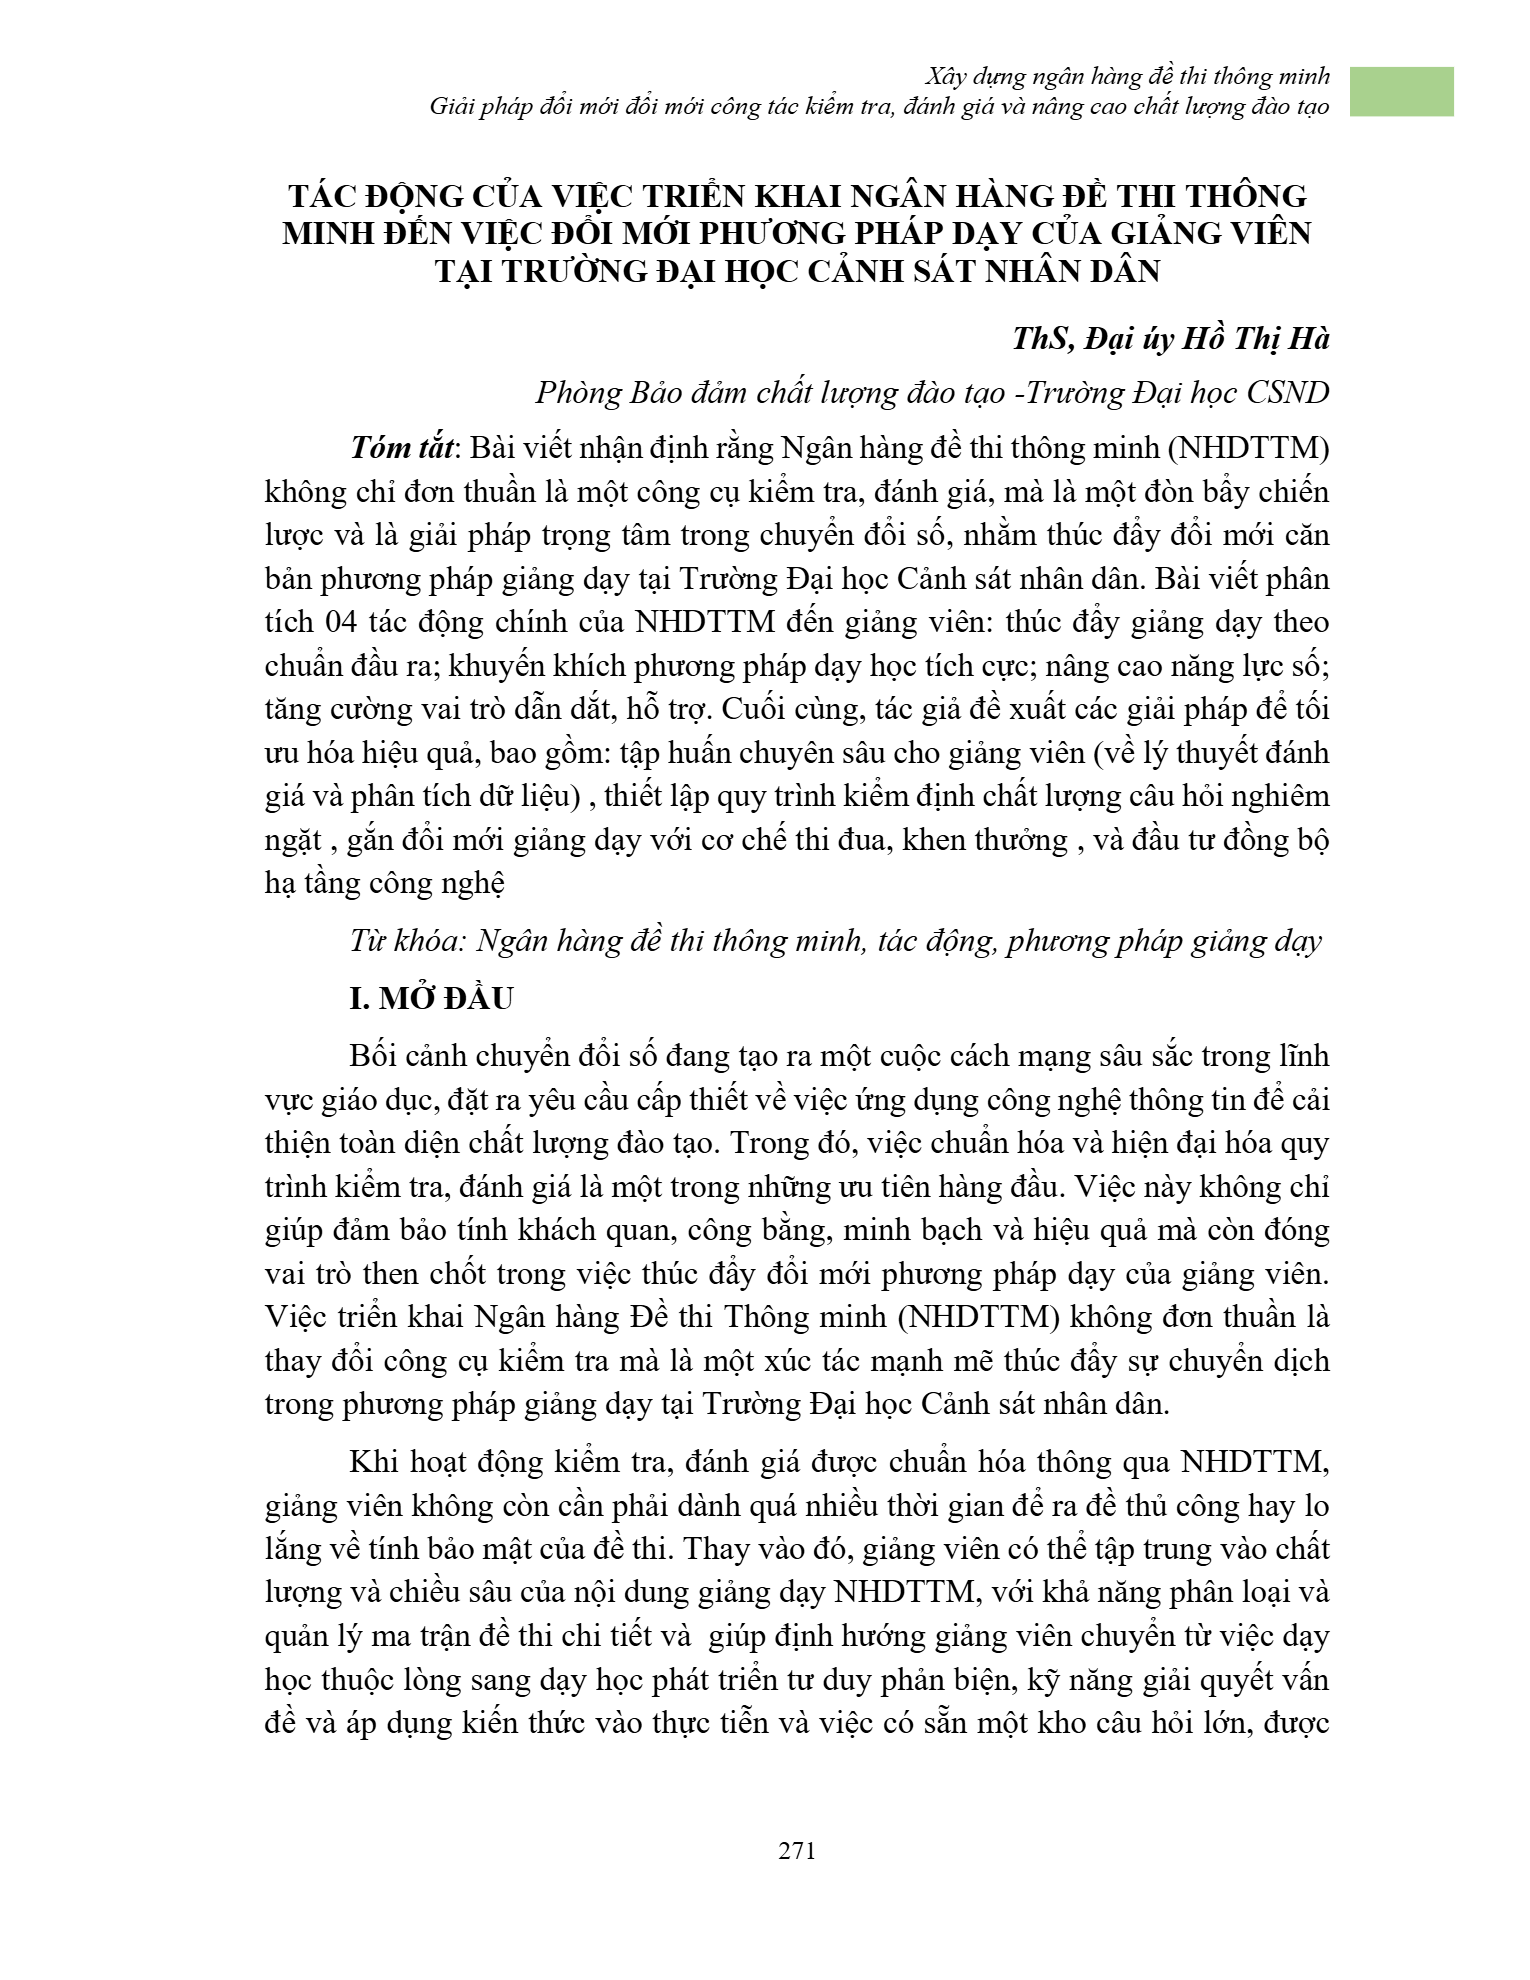 Xây dựng ngân hàng đề thi thông minh
Giải pháp đổi mới đổi mới công tác kiểm tra, đánh giá và nâng cao chất lượng đào tạo
TÁC ĐỘNG CỦA VIỆC TRIỂN KHAI NGÂN HÀNG ĐỀ THI THÔNG
MINH ĐẾN VIỆC ĐỔI MỚI PHƯƠNG PHÁP DẠY CỦA GIẢNG VIÊN
TẠI TRƯỜNG ĐẠI HỌC CẢNH SÁT NHÂN DÂN
ThS, Đại úy Hồ Thị Hà
Phòng Bảo đảm chất lượng đào tạo -Trường Đại học CSND
Tóm tắt: Bài viết nhận định rằng Ngân hàng đề thi thông minh (NHDTTM)
không chỉ đơn thuần là một công cụ kiểm tra, đánh giá, mà là một đòn bẩy chiến
lược và là giải pháp trọng tâm trong chuyển đổi số, nhằm thúc đẩy đổi mới căn
bản phương pháp giảng dạy tại Trường Đại học Cảnh sát nhân dân. Bài viết phân
tích 04 tác động chính của NHDTTM đến giảng viên: thúc đẩy giảng dạy theo
chuẩn đầu ra; khuyến khích phương pháp dạy học tích cực; nâng cao năng lực số;
tăng cường vai trò dẫn dắt, hỗ trợ. Cuối cùng, tác giả đề xuất các giải pháp để tối
ưu hóa hiệu quả, bao gồm: tập huấn chuyên sâu cho giảng viên (về lý thuyết đánh
giá và phân tích dữ liệu) , thiết lập quy trình kiểm định chất lượng câu hỏi nghiêm
ngặt , gắn đổi mới giảng dạy với cơ chế thi đua, khen thưởng , và đầu tư đồng bộ
hạ tầng công nghệ
Từ khóa: Ngân hàng đề thi thông minh, tác động, phương pháp giảng dạy
I. MỞ ĐẦU
Bối cảnh chuyển đổi số đang tạo ra một cuộc cách mạng sâu sắc trong lĩnh
vực giáo dục, đặt ra yêu cầu cấp thiết về việc ứng dụng công nghệ thông tin để cải
thiện toàn diện chất lượng đào tạo. Trong đó, việc chuẩn hóa và hiện đại hóa quy
trình kiểm tra, đánh giá là một trong những ưu tiên hàng đầu. Việc này không chỉ
giúp đảm bảo tính khách quan, công bằng, minh bạch và hiệu quả mà còn đóng
vai trò then chốt trong việc thúc đẩy đổi mới phương pháp dạy của giảng viên.
Việc triển khai Ngân hàng Đề thi Thông minh (NHDTTM) không đơn thuần là
thay đổi công cụ kiểm tra mà là một xúc tác mạnh mẽ thúc đẩy sự chuyển dịch
trong phương pháp giảng dạy tại Trường Đại học Cảnh sát nhân dân.
Khi hoạt động kiểm tra, đánh giá được chuẩn hóa thông qua NHDTTM,
giảng viên không còn cần phải dành quá nhiều thời gian để ra đề thủ công hay lo
lắng về tính bảo mật của đề thi. Thay vào đó, giảng viên có thể tập trung vào chất
lượng và chiều sâu của nội dung giảng dạy NHDTTM, với khả năng phân loại và
quản lý ma trận đề thi chi tiết và  giúp định hướng giảng viên chuyển từ việc dạy
học thuộc lòng sang dạy học phát triển tư duy phản biện, kỹ năng giải quyết vấn
đề và áp dụng kiến thức vào thực tiễn và việc có sẵn một kho câu hỏi lớn, được
271